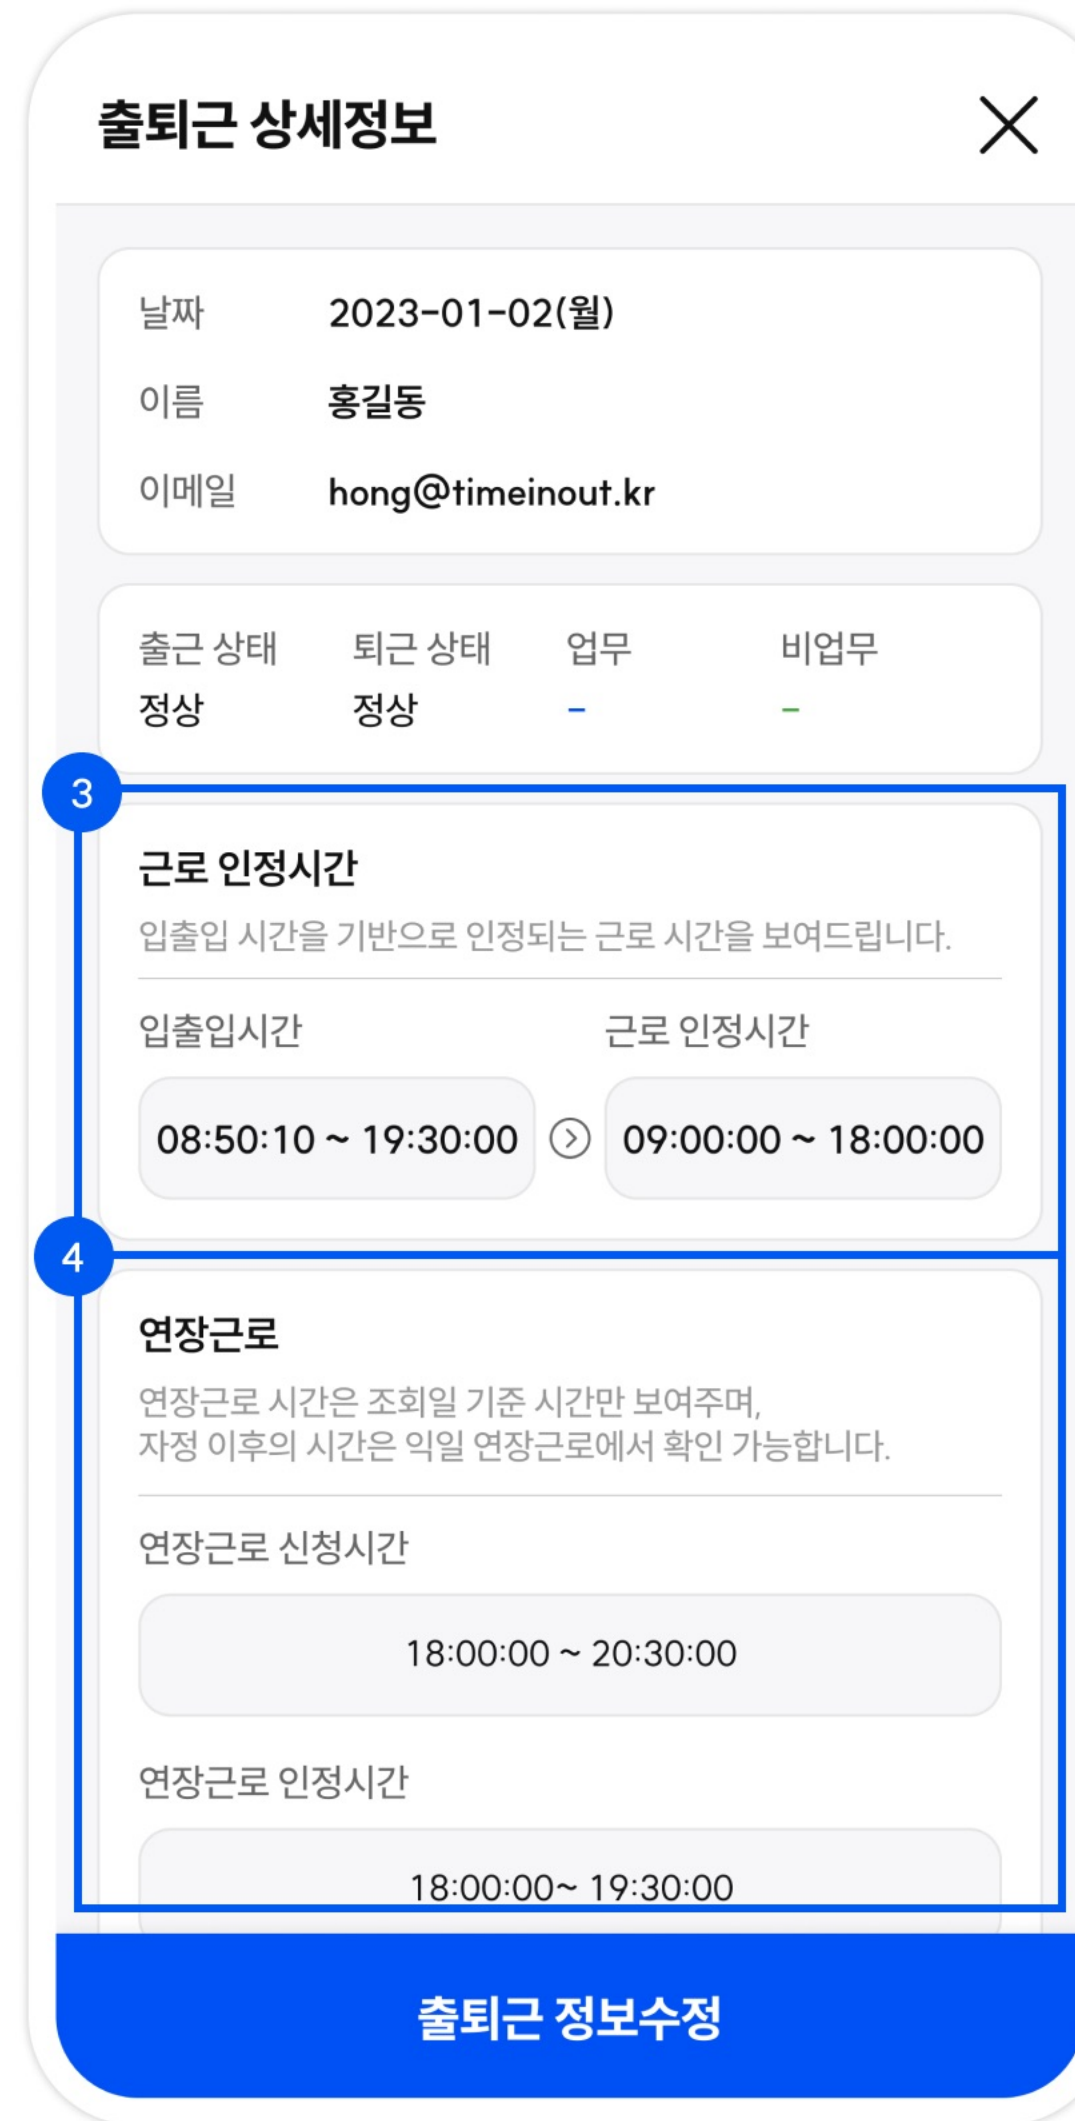 출퇴근 상세정보
날짜 2023-01-02(월)
이름 홍길동
이메일 hong@timeinout.kr
출근 상태 퇴근 상태 업무 비업무
정상 정상 - -
3
근로 인정시간
입출입 시간을 기반으로 인정되는 근로 시간을 보여드립니다.
입출입시간 근로 인정시간
08:50:10 ~ 19:30:00 09:00:00 ~ 18:00:00
4
연장근로
연장근로 시간은 조회일 기준 시간만 보여주며,
자정 이후의 시간은 익일 연장근로에서 확인 가능합니다.
연장근로 신청시간
18:00:00 ~ 20:30:00
연장근로 인정시간
18:00:00~ 19:30:00
출퇴근 정보수정